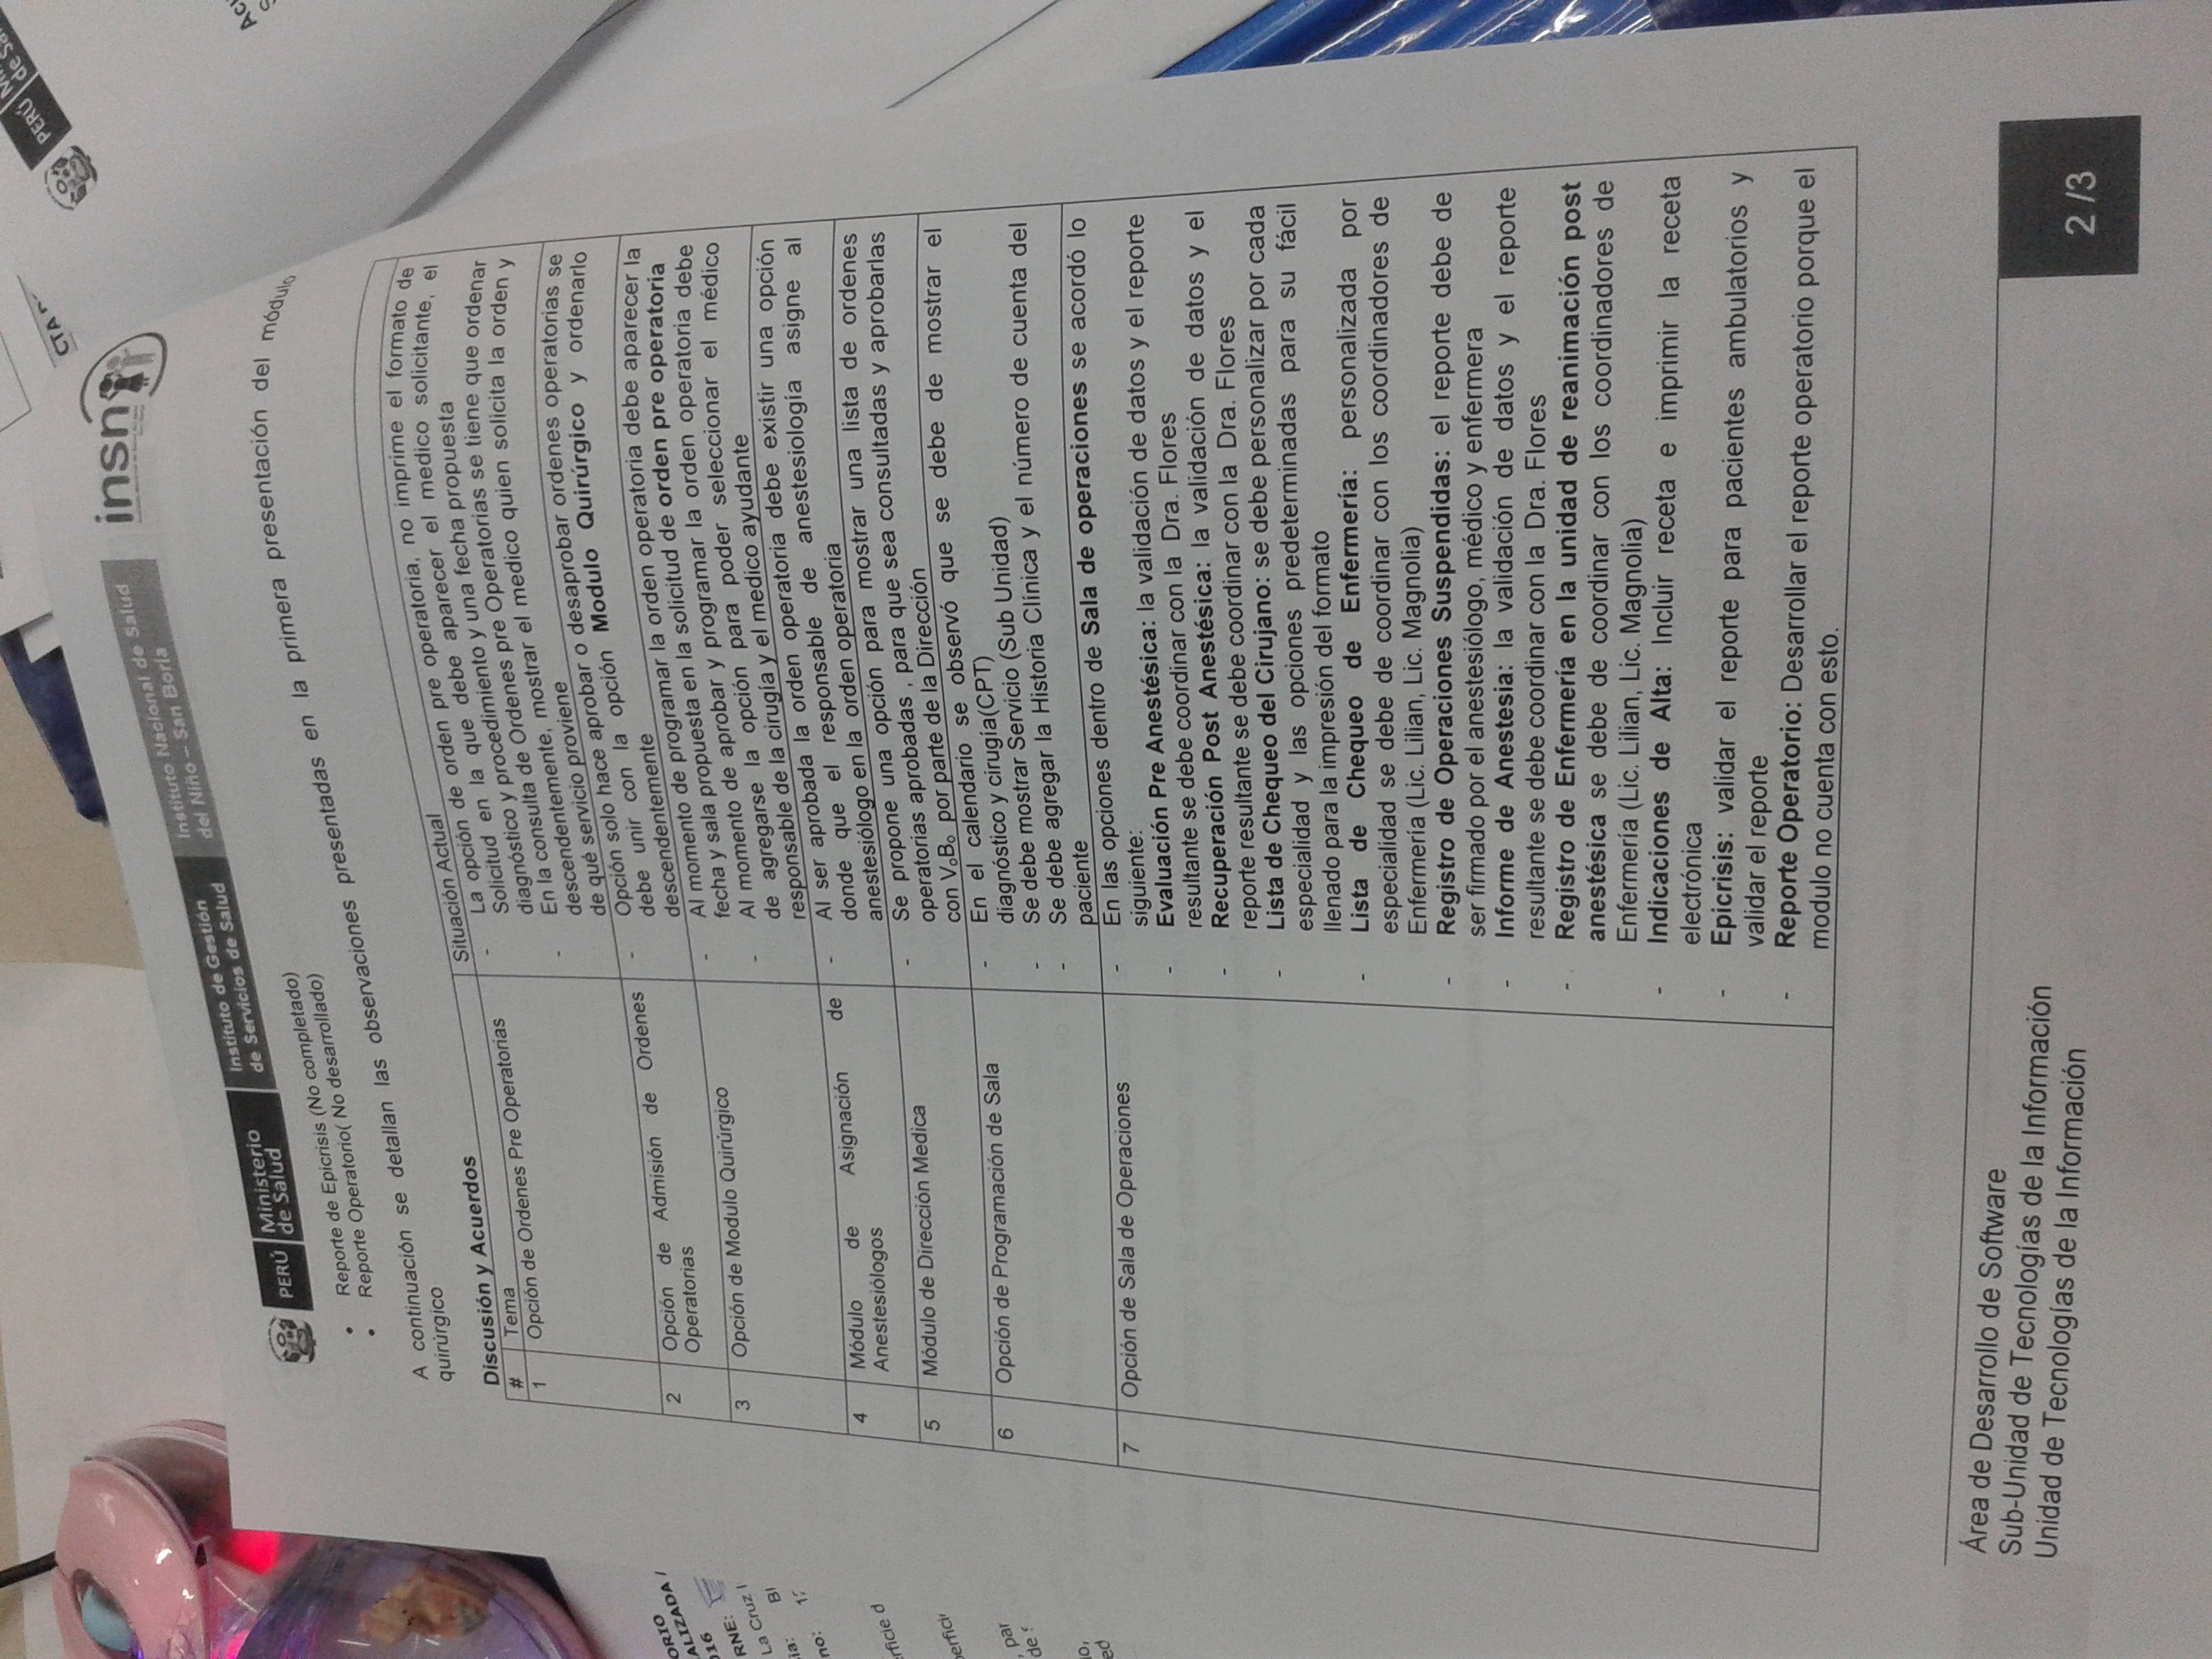 PERÚ
Ministerio
de Salud
Instituto de Gestión
de Servicios de Salud
Instituto Nacional de Salud
del Niño – San Borja
insn
• Reporte de Epicrisis (No completado)
• Reporte Operatorio( No desarrollado)
A continuación se detallan las observaciones presentadas en la primera presentación del módulo
quirúrgico
Discusión y Acuerdos
# Tema Situación Actual
1 Opción de Ordenes Pre Operatorias
- La opción de orden pre operatoria, no imprime el formato de
Solicitud en la que debe aparecer el medico solicitante, el
diagnóstico y procedimiento y una fecha propuesta
- En la consulta de Ordenes pre Operatorias se tiene que ordenar
descendentemente, mostrar el medico quien solicita la orden y
de qué servicio proviene
2 Opción de Admisión de Ordenes
Operatorias
- Opción solo hace aprobar o desaprobar ordenes operatorias se
debe unir con la opción Modulo Quirúrgico y ordenarlo
descendentemente
3 Opción de Modulo Quirúrgico
- Al momento de programar la orden operatoria debe aparecer la
fecha y sala propuesta en la solicitud de orden pre operatoria
- Al momento de aprobar y programar la orden operatoria debe
de agregarse la opción para poder seleccionar el médico
responsable de la cirugía y el medico ayudante
4 Módulo de Asignación de
Anestesiólogos
- Al ser aprobada la orden operatoria debe existir una opción
donde que el responsable de anestesiología asigne al
anestesiólogo en la orden operatoria
5 Módulo de Dirección Medica
- Se propone una opción para mostrar una lista de ordenes
operatorias aprobadas , para que sea consultadas y aprobarlas
con VoBo por parte de la Dirección
6 Opción de Programación de Sala
- En el calendario se observó que se debe de mostrar el
diagnóstico y cirugía(CPT)
- Se debe mostrar Servicio (Sub Unidad)
- Se debe agregar la Historia Clínica y el número de cuenta del
paciente
7 Opción de Sala de Operaciones
- En las opciones dentro de Sala de operaciones se acordó lo
siguiente:
- Evaluación Pre Anestésica: la validación de datos y el reporte
resultante se debe coordinar con la Dra. Flores
- Recuperación Post Anestésica: la validación de datos y el
reporte resultante se debe coordinar con la Dra. Flores
- Lista de Chequeo del Cirujano: se debe personalizar por cada
especialidad y las opciones predeterminadas para su fácil
llenado para la impresión del formato
- Lista de Chequeo de Enfermería: personalizada por
especialidad se debe de coordinar con los coordinadores de
Enfermería (Lic. Lilian, Lic. Magnolia)
- Registro de Operaciones Suspendidas: el reporte debe de
ser firmado por el anestesiólogo, médico y enfermera
- Informe de Anestesia: la validación de datos y el reporte
resultante se debe coordinar con la Dra. Flores
- Registro de Enfermería en la unidad de reanimación post
anestésica se debe de coordinar con los coordinadores de
Enfermería (Lic. Lilian, Lic. Magnolia)
- Indicaciones de Alta: Incluir receta e imprimir la receta
electrónica
- Epicrisis: validar el reporte para pacientes ambulatorios y
validar el reporte
- Reporte Operatorio: Desarrollar el reporte operatorio porque el
modulo no cuenta con esto.
Área de Desarrollo de Software
Sub-Unidad de Tecnologías de la Información
Unidad de Tecnologías de la Información
2 /3
CTA
PERÚ
ORIO
ALIZADA /
016
RNE:
La Cruz
ia:
no:
erficie d
, par